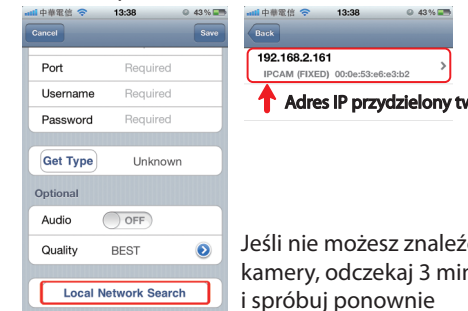 中華電信 13:38 43%
Cancel Save
Port Required
Username Required
Password Required
Get Type Unknown
Optional
Audio OFF
Quality BEST
Local Network Search
中華電信 13:38 43%
Back
192.168.2.161
IPCAM (FIXED) 00:0e:53:e6:e3:b2
Adres IP przydzielony
Jeśli nie możesz
kamery, odczekaj 3
i spróbuj ponownie